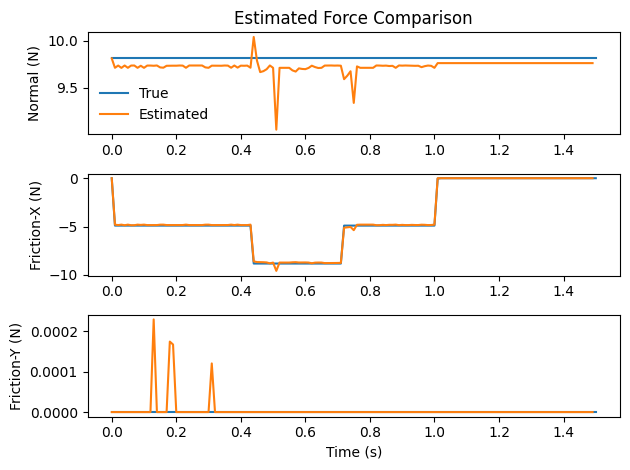 Estimated Force Comparison
Normal (N)
10.0
9.5
True
Estimated
0.0 0.2 0.4 0.6 0.8 1.0 1.2 1.4
Friction-X (N)
0
−5
−10
0.0 0.2 0.4 0.6 0.8 1.0 1.2 1.4
Friction-Y (N)
0.0002
0.0001
0.0000
0.0 0.2 0.4 0.6 0.8 1.0 1.2 1.4
Time (s)